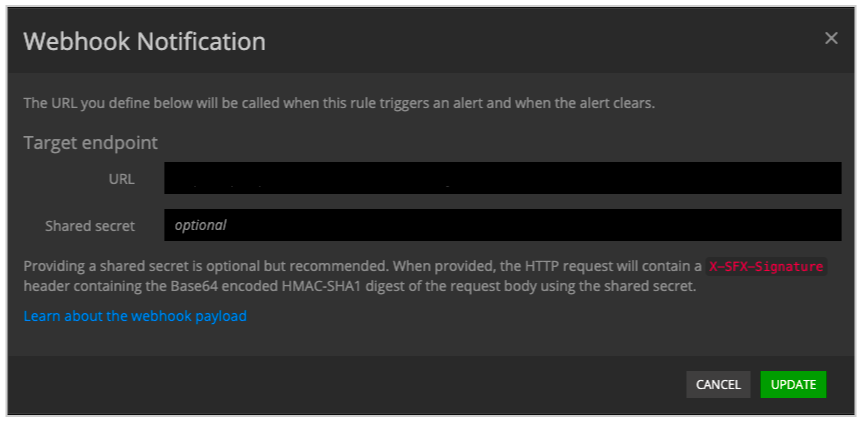 Webhook Notification
×
The URL you define below will be called when this rule triggers an alert and when the alert clears.
Target endpoint
URL
Shared secret
optional
Providing a shared secret is optional but recommended. When provided, the HTTP request will contain a X-SFX-Signature
header containing the Base64 encoded HMAC-SHA1 digest of the request body using the shared secret.
Learn about the webhook payload
CANCEL
UPDATE